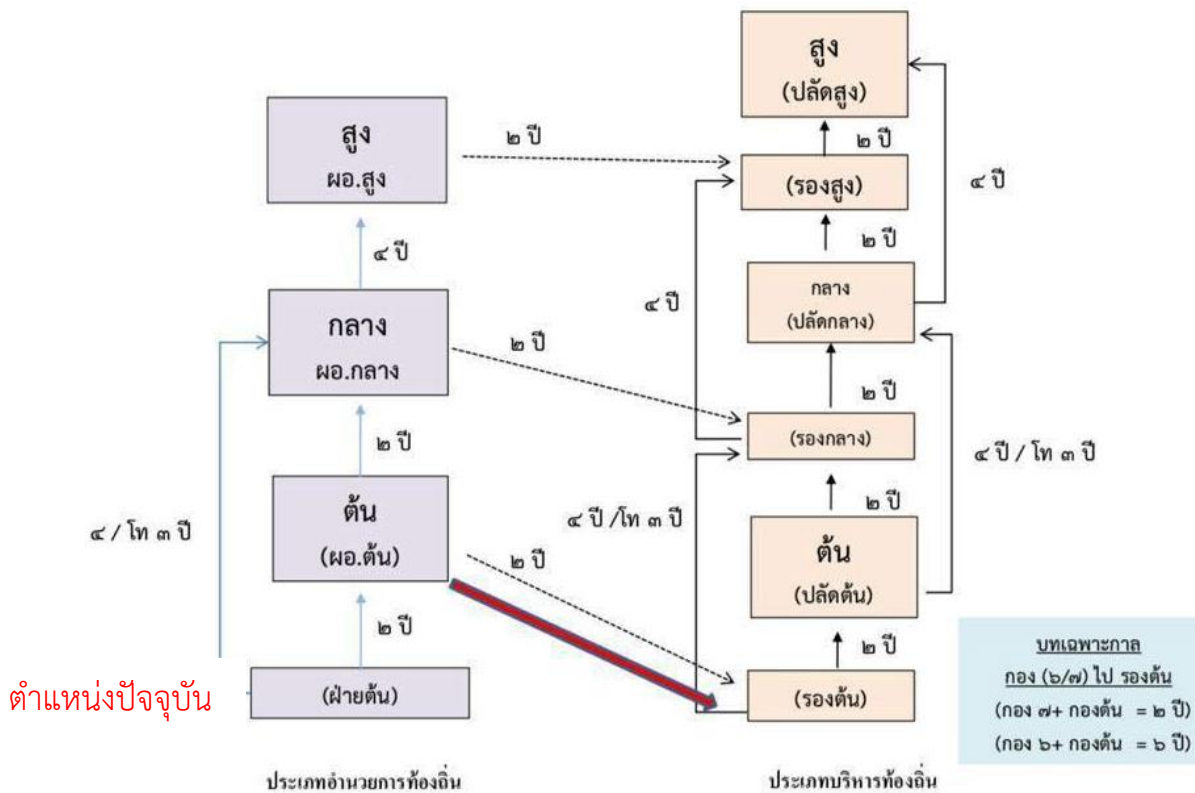 สูง
(ปลัดสูง)
สูง
ผอ.สูง
๒ ปี
๒ ปี
(รองสูง)
๔ ปี
๒ ปี
๔ ปี
กลาง
(ปลัดกลาง)
๔ ปี
กลาง
ผอ.กลาง
๒ ปี
๒ ปี
(รองกลาง)
๒ ปี
๔ ปี / โท ๓ ปี
๔ / โท ๓ ปี
ต้น
(ผอ.ต้น)
๔ ปี /โท ๓ ปี
๒ ปี
๒ ปี
ต้น
(ปลัดต้น)
๒ ปี
๒ ปี
ตำแหน่งปัจจุบัน
(ฝ่ายต้น)
(รองต้น)
บทเฉพาะกาล
กอง (๖/๗) ไป รองต้น
(กอง ๗+ กองต้น = ๒ ปี)
(กอง ๖+ กองต้น = ๖ ปี)
ประเภทอำนวยการท้องถิ่น
ประเภทบริหารท้องถิ่น